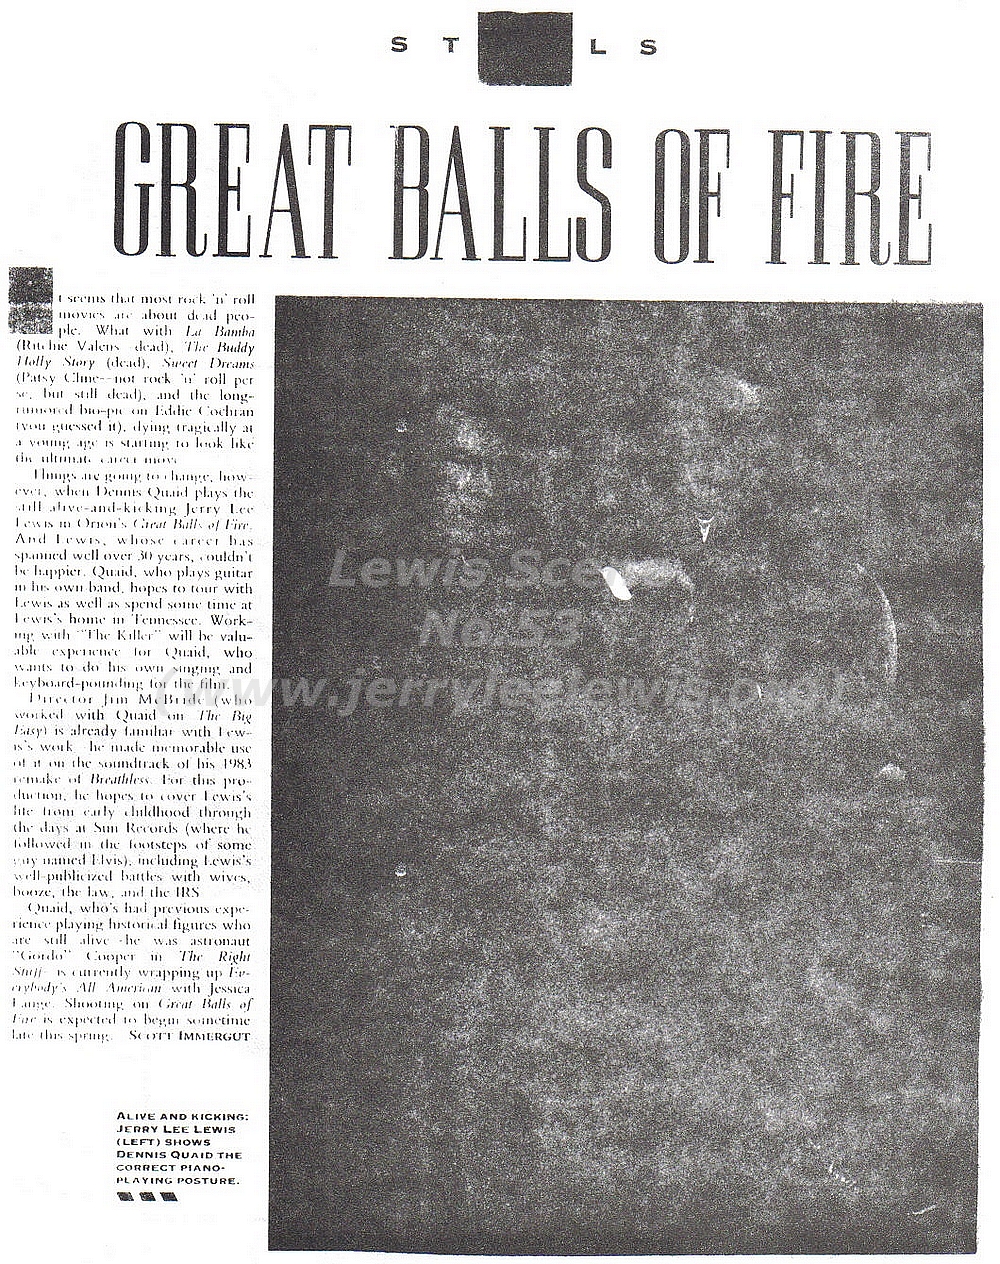 S T L S
GREAT BALLS OF FIRE
t seems that most rock 'n' roll
movies are about dead peo-
ple. What with La Bamba
(Ritchie Valens—dead), The Buddy
Holly Story (dead), Sweet Dreams
(Patsy Cline—not rock 'n' roll per
se, but still dead), and the long-
rumored bio-pic on Eddie Cochran
(you guessed it), dying tragically at
a young age is starting to look like
the ultimate career move.
Things are going to change, how-
ever, when Dennis Quaid plays the
still alive-and-kicking Jerry Lee
Lewis in Orion's Great Balls of Fire.
And Lewis, whose career has
spanned well over 30 years, couldn't
be happier. Quaid, who plays guitar
in his own band, hopes to tour with
Lewis as well as spend some time at
Lewis's home in Tennessee. Work-
ing with "The Killer" will be valu-
able experience for Quaid, who
wants to do his own singing and
keyboard-pounding for the film.
Director Jim McBride (who
worked with Quaid on The Big
Easy) is already familiar with Lew-
is's work—he made memorable use
of it on the soundtrack of his 1983
remake of Breathless. For this pro-
duction, he hopes to cover Lewis's
life from early childhood through
the days at Sun Records (where he
followed in the footsteps of some
guy named Elvis), including Lewis's
well-publicized battles with wives,
booze, the law, and the IRS.
Quaid, who's had previous expe-
rience playing historical figures who
are still alive—he was astronaut
"Gordo" Cooper in The Right
Stuff—is currently wrapping up Ev-
erybody's All American with Jessica
Lange. Shooting on Great Balls of
Fire is expected to begin sometime
late this spring. SCOTT IMMERGUT
ALIVE AND KICKING:
JERRY LEE LEWIS
(LEFT) SHOWS
DENNIS QUAID THE
CORRECT PIANO-
PLAYING POSTURE.
Lewis Scene
No.53
(www.jerryleelewis.co.uk